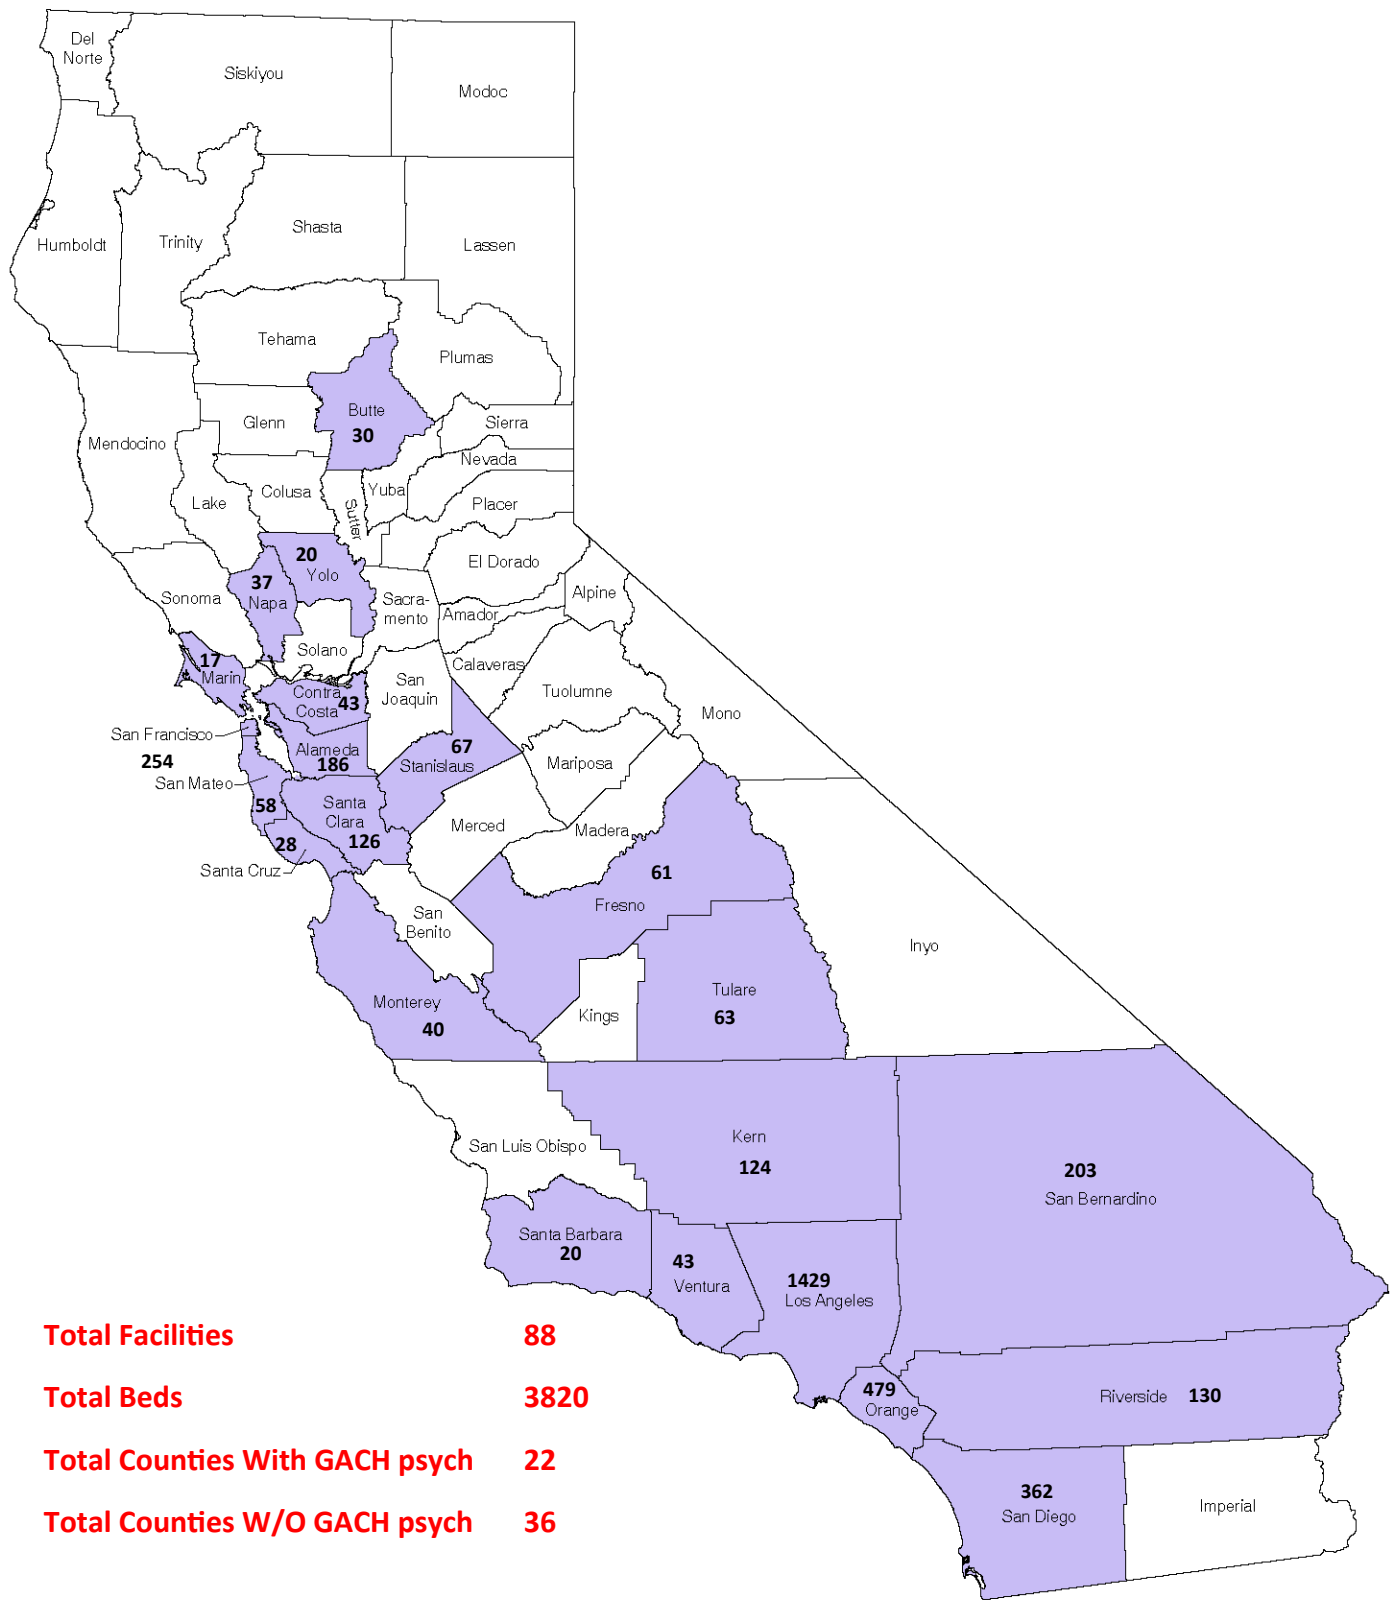 Del
Norte
Siskiyou
Modoc
Humboldt
Trinity
Shasta
Lassen
Tehama
Plumas
Butte
30
Glenn
Sierra
Mendocino
Nevada
Lake
Colusa
Sutter
Yuba
Placer
El Dorado
20
Yolo
37
Napa
Sonoma
Sacra-
mento
Alpine
Amador
Solano
Calaveras
17
Marin
Contra
Costa
43
San
Joaquin
Tuolumne
Mono
San Francisco
254
Alameda
186
67
Stanislaus
Mariposa
San Mateo
58
Santa
Clara
126
Merced
Madera
28
Santa Cruz
61
Fresno
San
Benito
Inyo
Monterey
40
Kings
Tulare
63
San Luis Obispo
Kern
124
203
San Bernardino
Santa Barbara
20
43
Ventura
1429
Los Angeles
479
Orange
Riverside 130
362
San Diego
Imperial
Total Facilities 88
Total Beds 3820
Total Counties With GACH psych 22
Total Counties W/O GACH psych 36